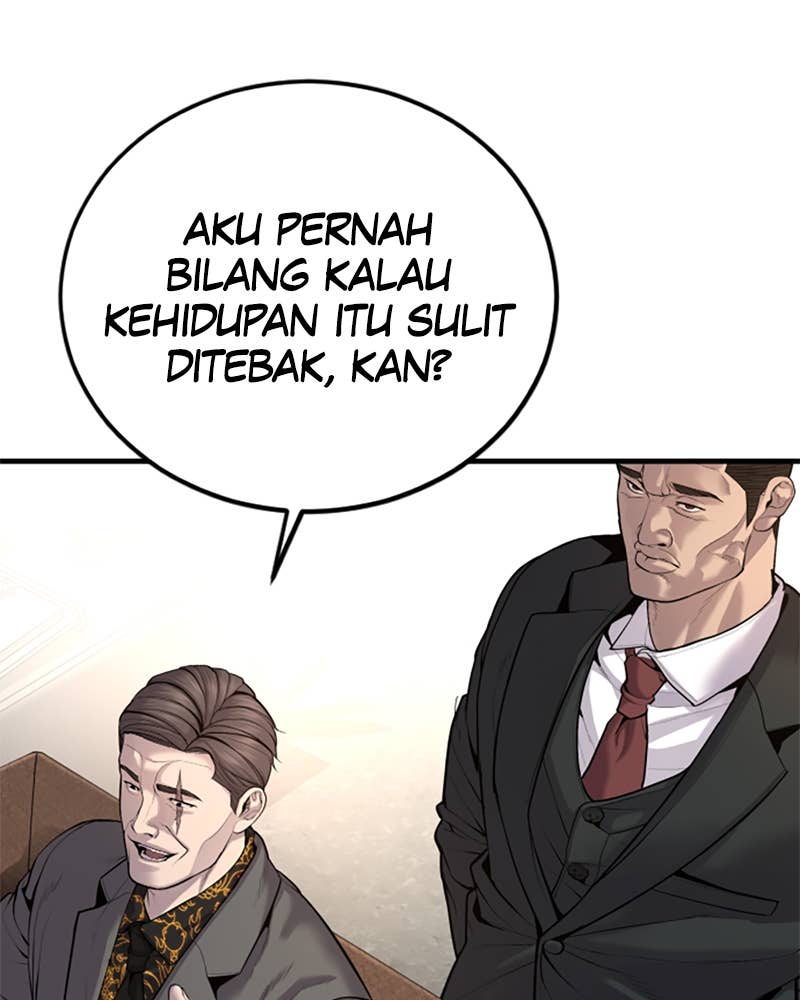 AKU PERNAH
BILANG KALAU
KEHIDUPAN ITU SULIT
DITEBAK, KAN?